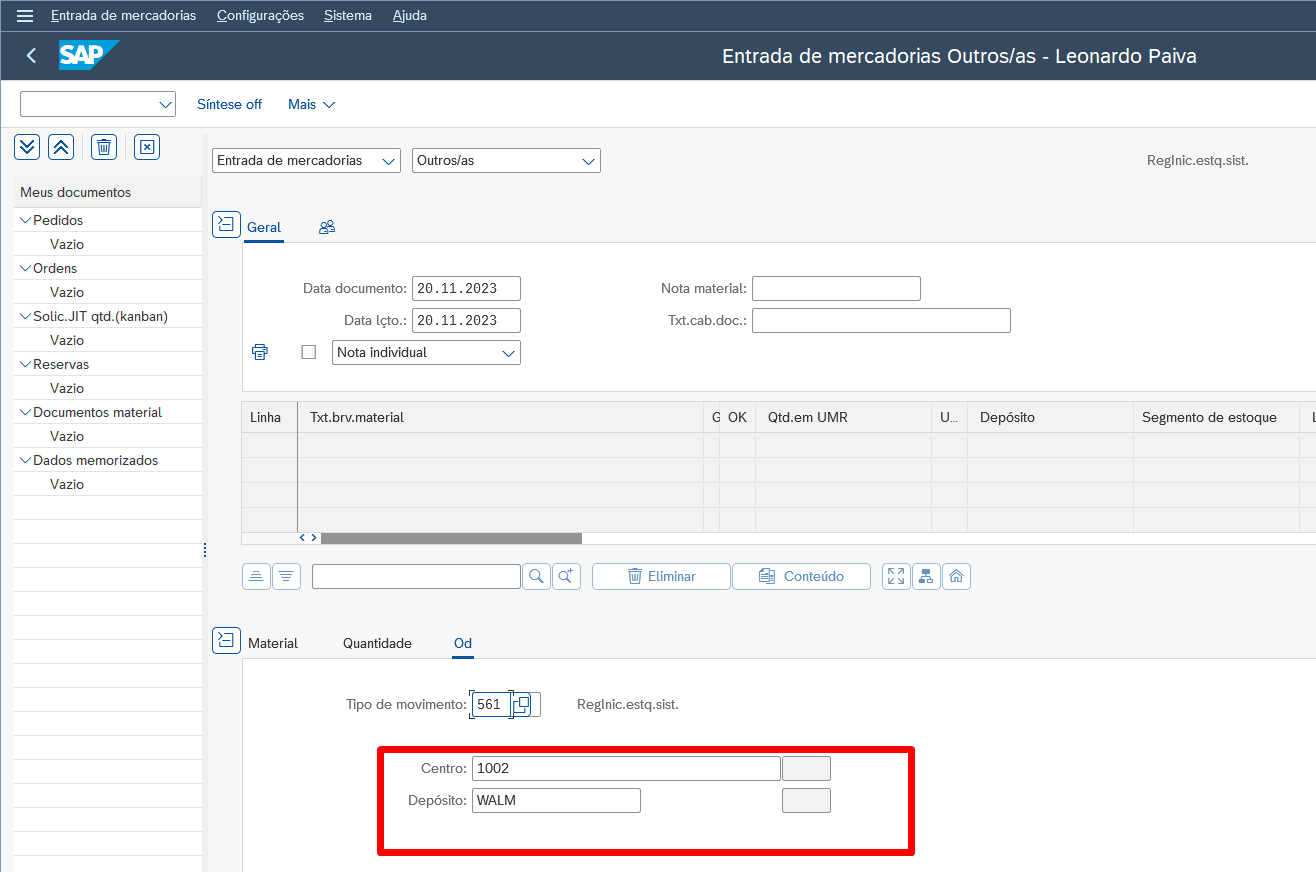 Entrada de mercadorias Configurações Sistema Ajuda
SAP Entrada de mercadorias Outros/as - Leonardo Paiva
Síntese off Mais
Entrada de mercadorias Outros/as RegInic.estq.sist.
Meus documentos
Pedidos
Vazio
Ordens
Vazio
Solic.JIT qtd.(kanban)
Vazio
Reservas
Vazio
Documentos material
Vazio
Dados memorizados
Vazio
Geral
Data documento: 20.11.2023 Nota material:
Data lçto.: 20.11.2023 Txt.cab.doc.:
Nota individual
Linha Txt.brv.material G OK Qtd.em UMR U... Depósito Segmento de estoque L
Eliminar Conteúdo
Material Quantidade Od
Tipo de movimento: 561 RegInic.estq.sist.
Centro: 1002
Depósito: WALM